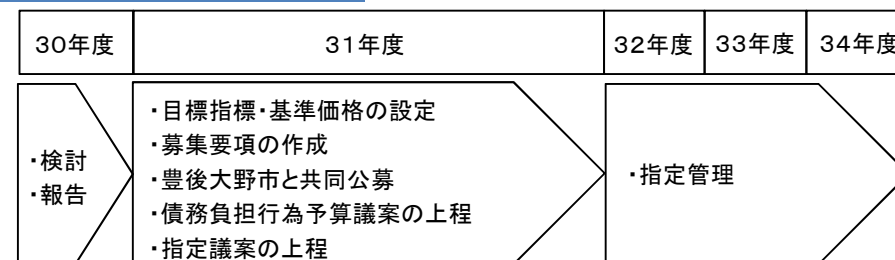 30年度 31年度 32年度 33年度 34年度
・検討
・報告
・目標指標・基準価格の設定
・募集要項の作成
・豊後大野市と共同公募
・債務負担行為予算議案の上程
・指定議案の上程
・指定管理